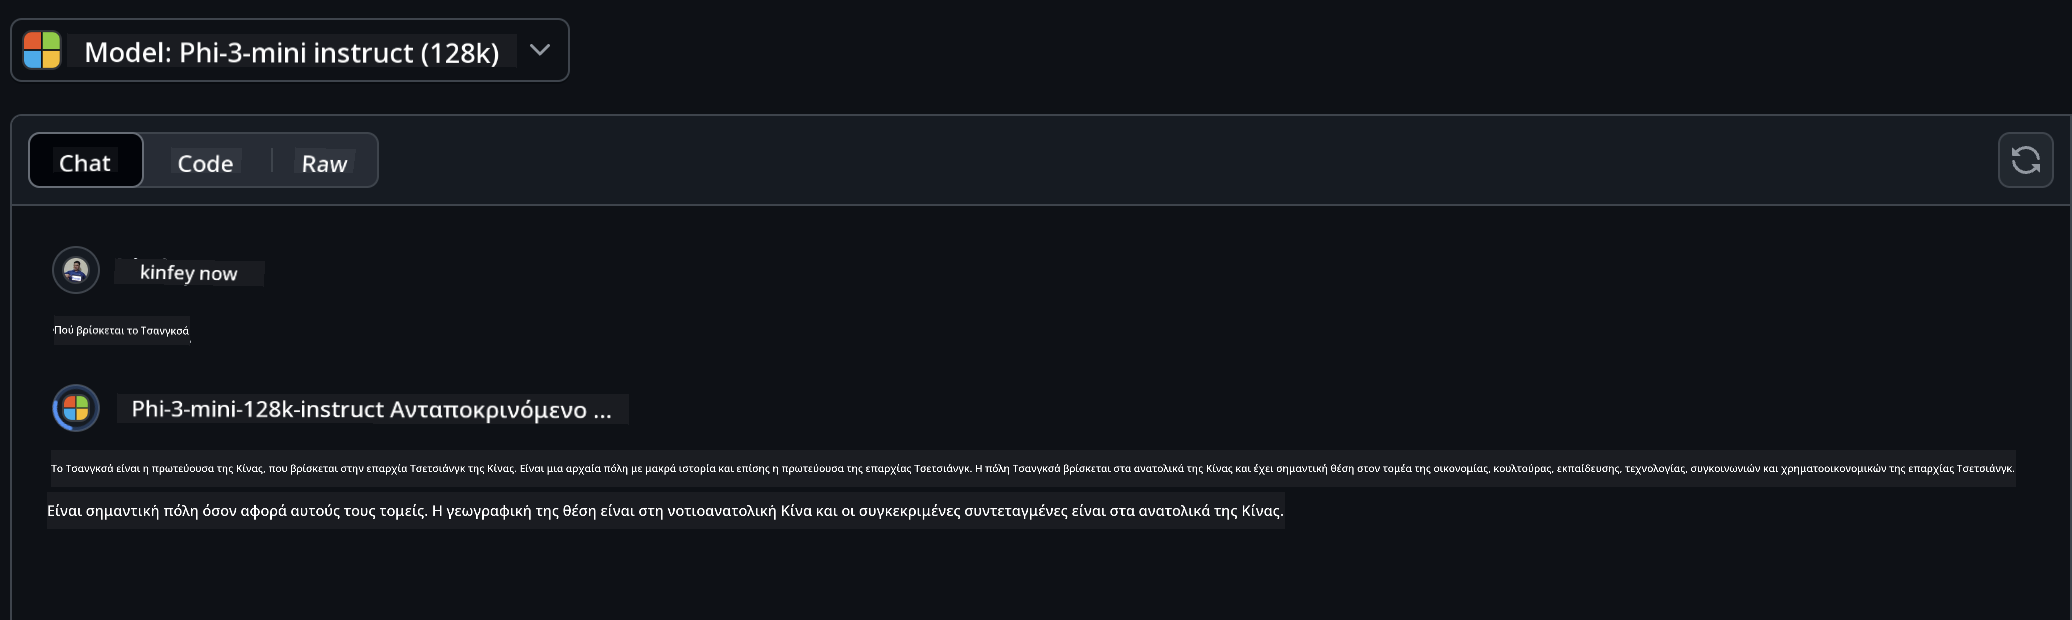 Model: Phi-3-mini instruct (128k)
Chat
Code
Raw
kinfey now
Πού βρίσκεται το Τσανγκσά
Phi-3-mini-128k-instruct Ανταποκρινόμενο ...
Το Τσανγκσά είναι η πρωτεύουσα της Κίνας, που βρίσκεται στην επαρχία Τσετσιάνγκ της Κίνας. Είναι μια αρχαία πόλη με μακρά ιστορία και επίσης η πρωτεύουσα της επαρχίας Τσετσιάνγκ. Η πόλη Τσανγκσά βρίσκεται στα ανατολικά της Κίνας και έχει σημαντική θέση στον τομέα της οικονομίας, κουλτούρας, εκπαίδευσης, τεχνολογίας, συγκοινωνιών και χρηματοοικονομικών της επαρχίας Τσετσιάνγκ.
Είναι σημαντική πόλη όσον αφορά αυτούς τους τομείς. Η γεωγραφική της θέση είναι στη νοτιοανατολική Κίνα και οι συγκεκριμένες συντεταγμένες είναι στα ανατολικά της Κίνας.